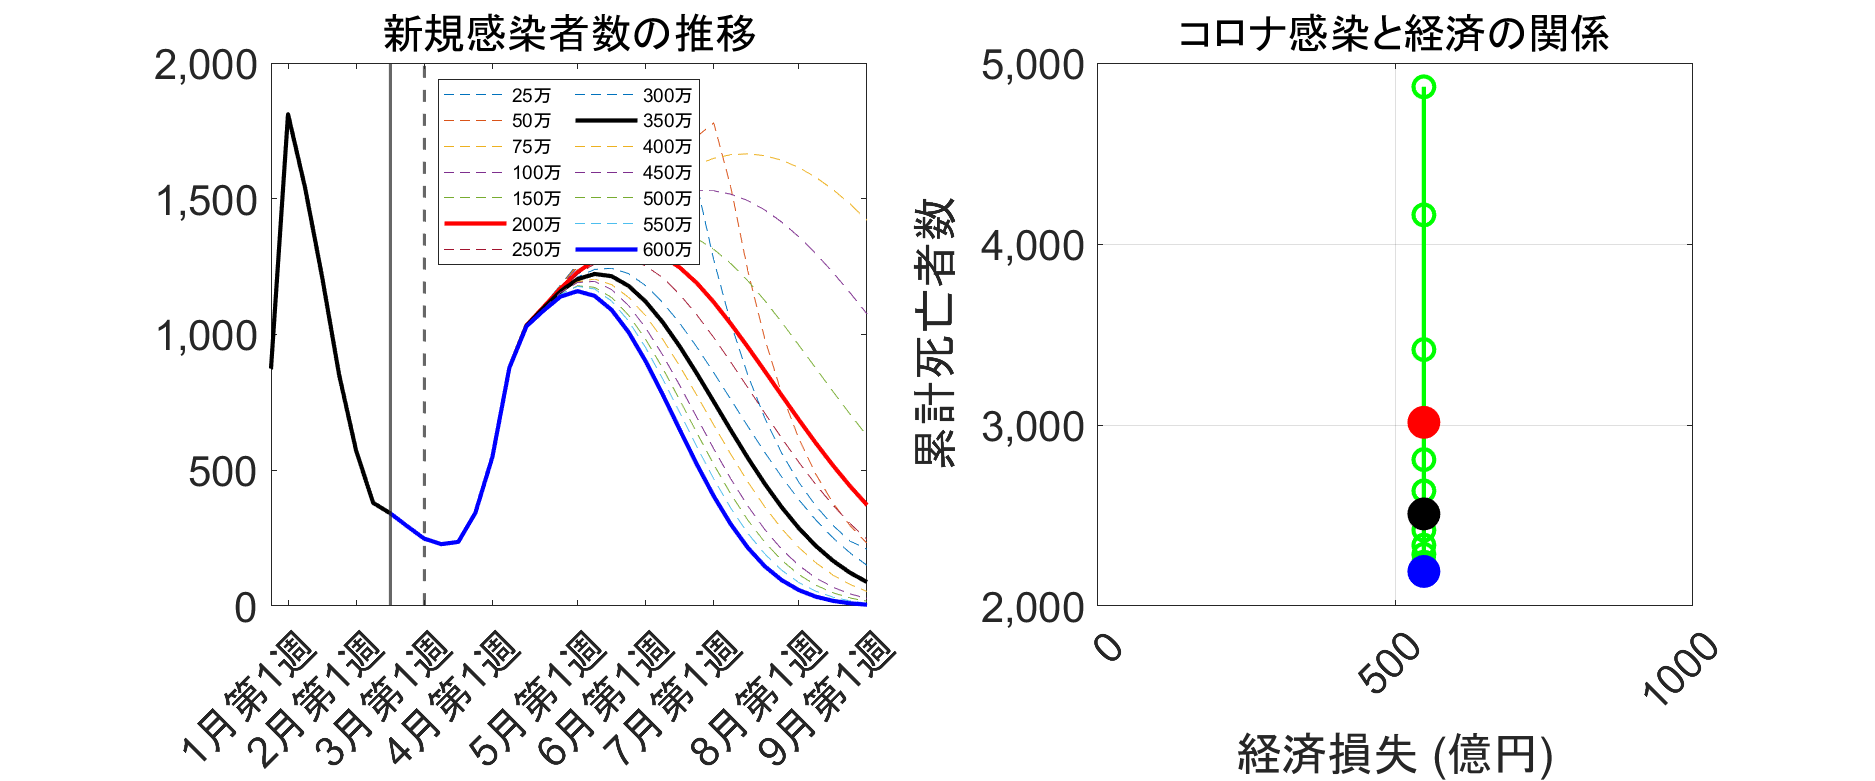 新規感染者数の推移
2,000
1,500
1,000
500
0
25万
50万
75万
100万
150万
200万
250万
300万
350万
400万
450万
500万
550万
600万
1月第1週
2月第1週
3月第1週
4月第1週
5月第1週
6月第1週
7月第1週
8月第1週
9月第1週
コロナ感染と経済の関係
累計死亡者数
5,000
4,000
3,000
2,000
0
500
1000
経済損失 (億円)